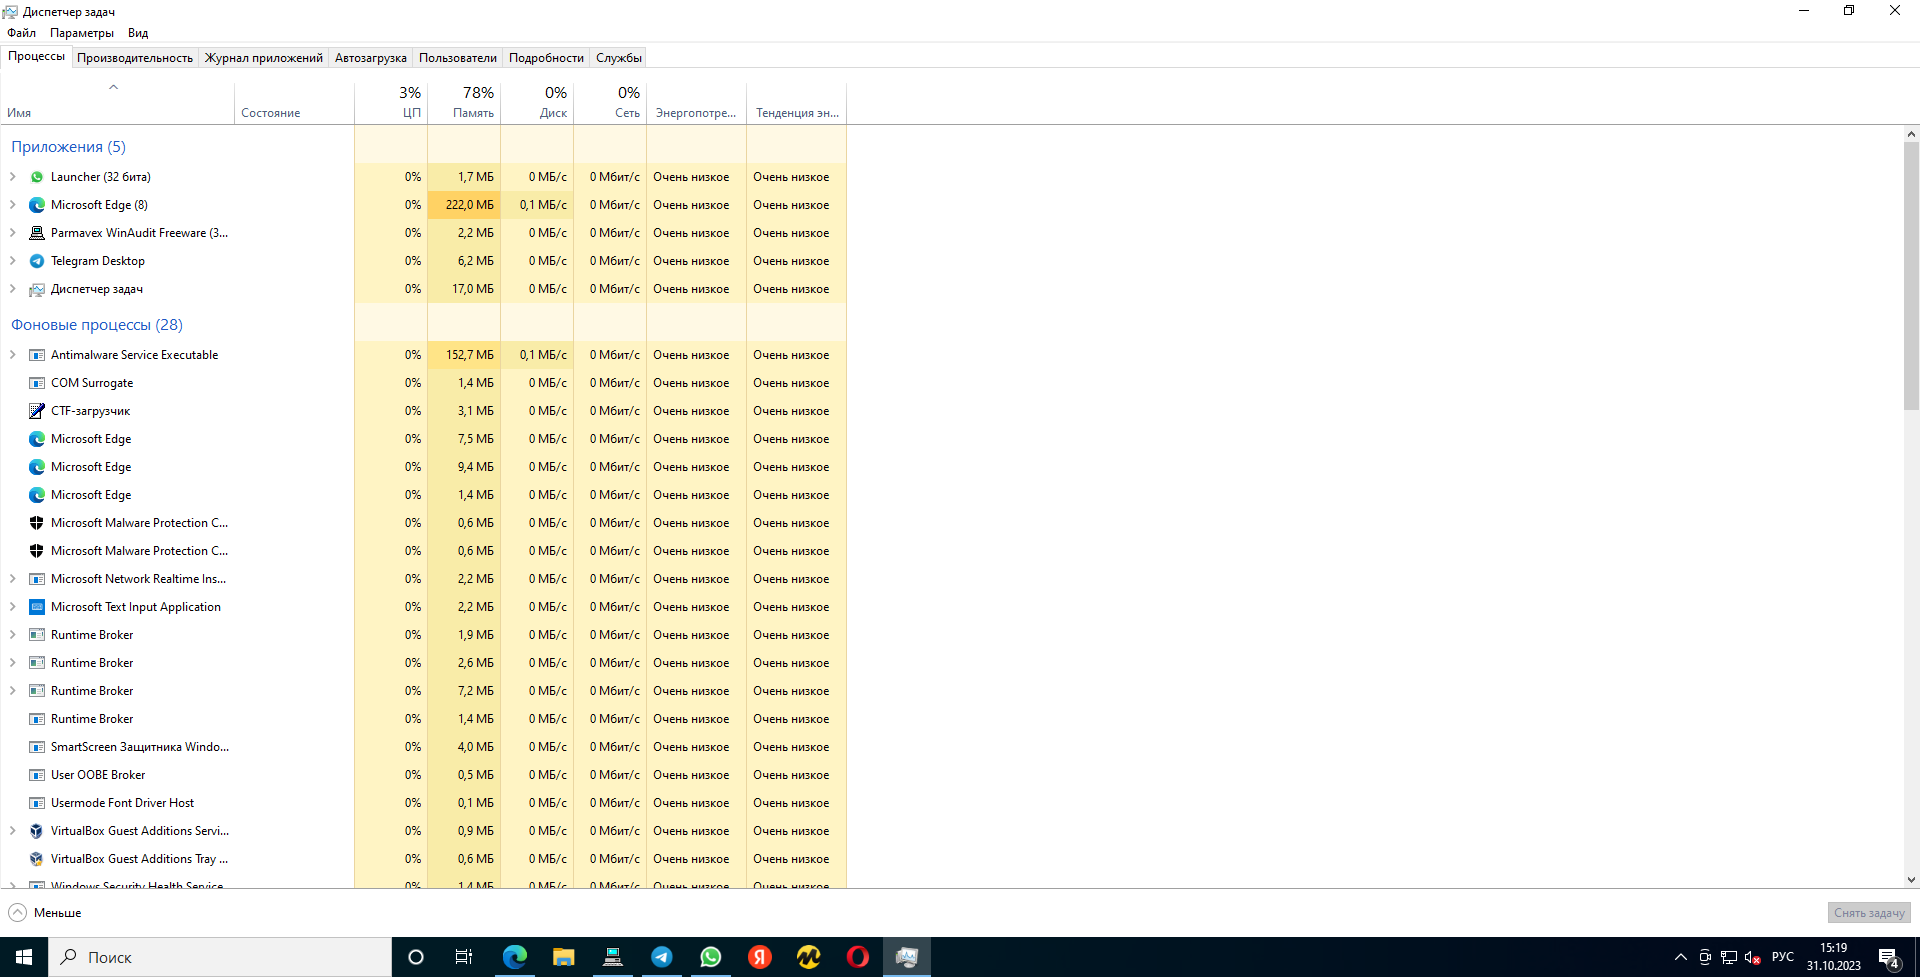 Диспетчер задач
Файл Параметры Вид
Процессы Производительность Журнал приложений Автозагрузка Пользователи Подробности Службы
3% 78% 0% 0%
Имя Состояние ЦП Память Диск Сеть Энергопотре... Тенденция эн...
Приложения (5)
Launcher (32 бита) 0% 1,7 МБ 0 МБ/с 0 Мбит/с Очень низкое Очень низкое
Microsoft Edge (8) 0% 222,0 МБ 0,1 МБ/с 0 Мбит/с Очень низкое Очень низкое
Parmavex WinAudit Freeware (3... 0% 2,2 МБ 0 МБ/с 0 Мбит/с Очень низкое Очень низкое
Telegram Desktop 0% 6,2 МБ 0 МБ/с 0 Мбит/с Очень низкое Очень низкое
Диспетчер задач 0% 17,0 МБ 0 МБ/с 0 Мбит/с Очень низкое Очень низкое
Фоновые процессы (28)
Antimalware Service Executable 0% 152,7 МБ 0,1 МБ/с 0 Мбит/с Очень низкое Очень низкое
COM Surrogate 0% 1,4 МБ 0 МБ/с 0 Мбит/с Очень низкое Очень низкое
CTF-загрузчик 0% 3,1 МБ 0 МБ/с 0 Мбит/с Очень низкое Очень низкое
Microsoft Edge 0% 7,5 МБ 0 МБ/с 0 Мбит/с Очень низкое Очень низкое
Microsoft Edge 0% 9,4 МБ 0 МБ/с 0 Мбит/с Очень низкое Очень низкое
Microsoft Edge 0% 1,4 МБ 0 МБ/с 0 Мбит/с Очень низкое Очень низкое
Microsoft Malware Protection C... 0% 0,6 МБ 0 МБ/с 0 Мбит/с Очень низкое Очень низкое
Microsoft Malware Protection C... 0% 0,6 МБ 0 МБ/с 0 Мбит/с Очень низкое Очень низкое
Microsoft Network Realtime Ins... 0% 2,2 МБ 0 МБ/с 0 Мбит/с Очень низкое Очень низкое
Microsoft Text Input Application 0% 2,2 МБ 0 МБ/с 0 Мбит/с Очень низкое Очень низкое
Runtime Broker 0% 1,9 МБ 0 МБ/с 0 Мбит/с Очень низкое Очень низкое
Runtime Broker 0% 2,6 МБ 0 МБ/с 0 Мбит/с Очень низкое Очень низкое
Runtime Broker 0% 7,2 МБ 0 МБ/с 0 Мбит/с Очень низкое Очень низкое
Runtime Broker 0% 1,4 МБ 0 МБ/с 0 Мбит/с Очень низкое Очень низкое
SmartScreen Защитника Windo... 0% 4,0 МБ 0 МБ/с 0 Мбит/с Очень низкое Очень низкое
User OOBE Broker 0% 0,5 МБ 0 МБ/с 0 Мбит/с Очень низкое Очень низкое
Usermode Font Driver Host 0% 0,1 МБ 0 МБ/с 0 Мбит/с Очень низкое Очень низкое
VirtualBox Guest Additions Servi... 0% 0,9 МБ 0 МБ/с 0 Мбит/с Очень низкое Очень низкое
VirtualBox Guest Additions Tray ... 0% 0,6 МБ 0 МБ/с 0 Мбит/с Очень низкое Очень низкое
Windows Security Health Service 0% 1,4 МБ 0 МБ/с 0 Мбит/с Очень низкое Очень низкое
Меньше Снять задачу
Поиск РУС 15:19
31.10.2023 4